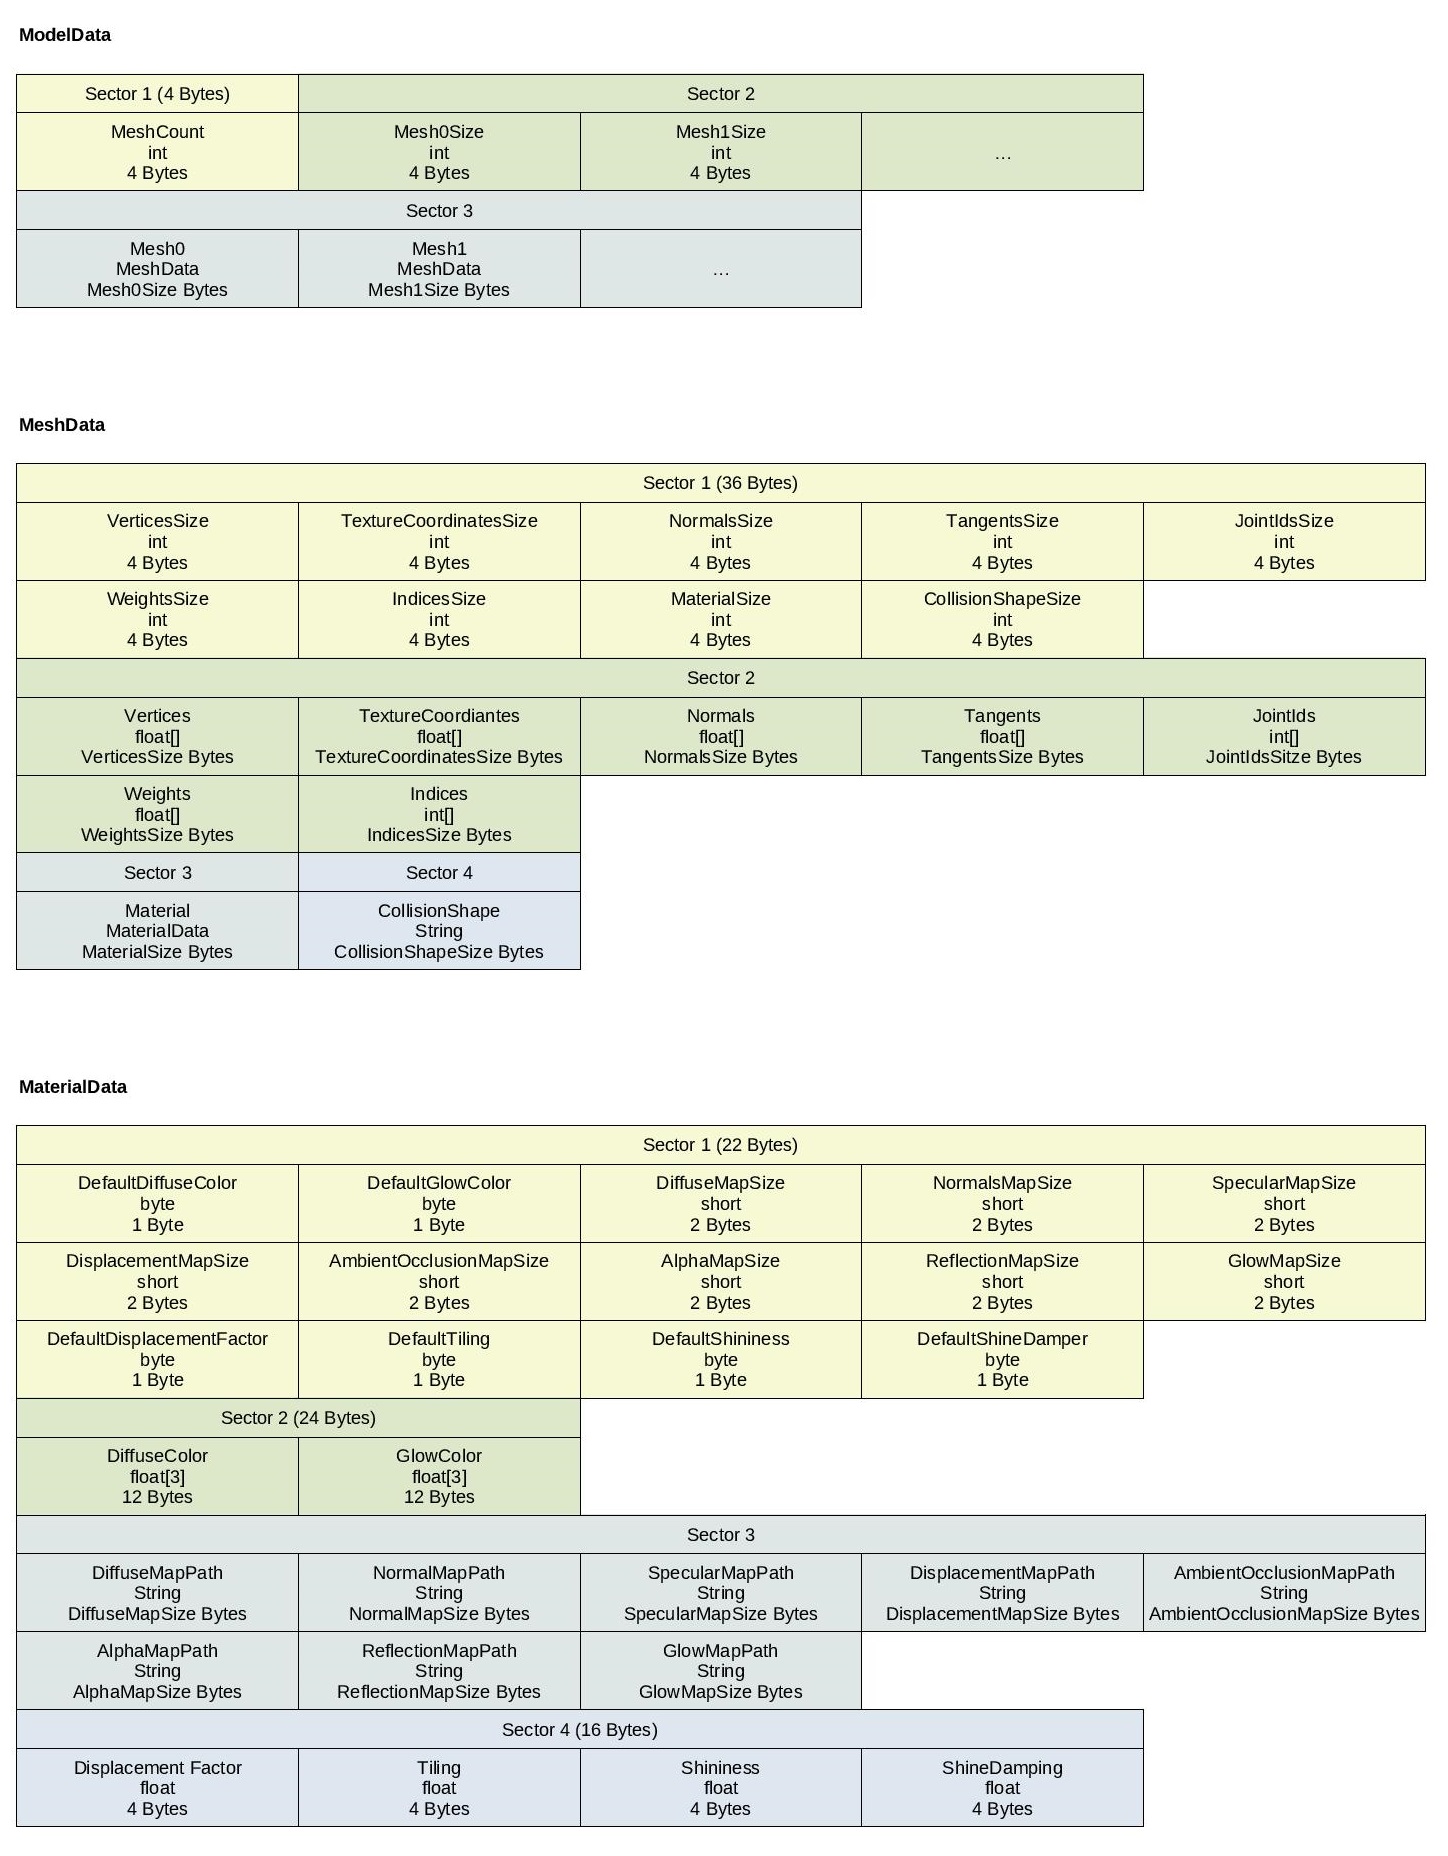 ModelData
Sector 1 (4 Bytes)
Sector 2
MeshCount
int
4 Bytes
Mesh0Size
int
4 Bytes
Mesh1Size
int
4 Bytes
...
Sector 3
Mesh0
MeshData
Mesh0Size Bytes
Mesh1
MeshData
Mesh1Size Bytes
...
MeshData
Sector 1 (36 Bytes)
VerticesSize
int
4 Bytes
TextureCoordinatesSize
int
4 Bytes
NormalsSize
int
4 Bytes
TangentsSize
int
4 Bytes
JointIdsSize
int
4 Bytes
WeightsSize
int
4 Bytes
IndicesSize
int
4 Bytes
MaterialSize
int
4 Bytes
CollisionShapeSize
int
4 Bytes
Sector 2
Vertices
float[]
VerticesSize Bytes
TextureCoordiantes
float[]
TextureCoordinatesSize Bytes
Normals
float[]
NormalsSize Bytes
Tangents
float[]
TangentsSize Bytes
JointIds
int[]
JointIdsSitze Bytes
Weights
float[]
WeightsSize Bytes
Indices
int[]
IndicesSize Bytes
Sector 3
Sector 4
Material
MaterialData
MaterialSize Bytes
CollisionShape
String
CollisionShapeSize Bytes
MaterialData
Sector 1 (22 Bytes)
DefaultDiffuseColor
byte
1 Byte
DefaultGlowColor
byte
1 Byte
DiffuseMapSize
short
2 Bytes
NormalsMapSize
short
2 Bytes
SpecularMapSize
short
2 Bytes
DisplacementMapSize
short
2 Bytes
AmbientOcclusionMapSize
short
2 Bytes
AlphaMapSize
short
2 Bytes
ReflectionMapSize
short
2 Bytes
GlowMapSize
short
2 Bytes
DefaultDisplacementFactor
byte
1 Byte
DefaultTiling
byte
1 Byte
DefaultShininess
byte
1 Byte
DefaultShineDamper
byte
1 Byte
Sector 2 (24 Bytes)
DiffuseColor
float[3]
12 Bytes
GlowColor
float[3]
12 Bytes
Sector 3
DiffuseMapPath
String
DiffuseMapSize Bytes
NormalMapPath
String
NormalMapSize Bytes
SpecularMapPath
String
SpecularMapSize Bytes
DisplacementMapPath
String
DisplacementMapSize Bytes
AmbientOcclusionMapPath
String
AmbientOcclusionMapSize Bytes
AlphaMapPath
String
AlphaMapSize Bytes
ReflectionMapPath
String
ReflectionMapSize Bytes
GlowMapPath
String
GlowMapSize Bytes
Sector 4 (16 Bytes)
Displacement Factor
float
4 Bytes
Tiling
float
4 Bytes
Shininess
float
4 Bytes
ShineDamping
float
4 Bytes